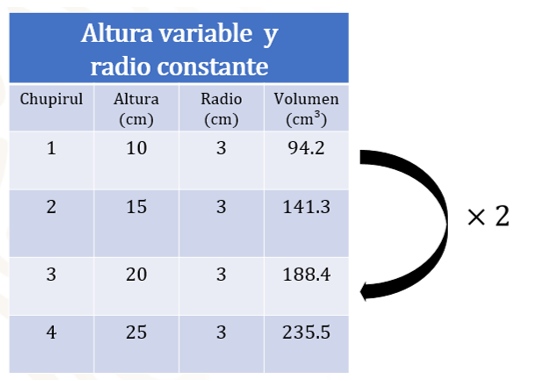 Altura variable y
radio constante
Chupirul Altura Radio Volumen
(cm) (cm) (cm³)
1 10 3 94.2
2 15 3 141.3
3 20 3 188.4
4 25 3 235.5
× 2